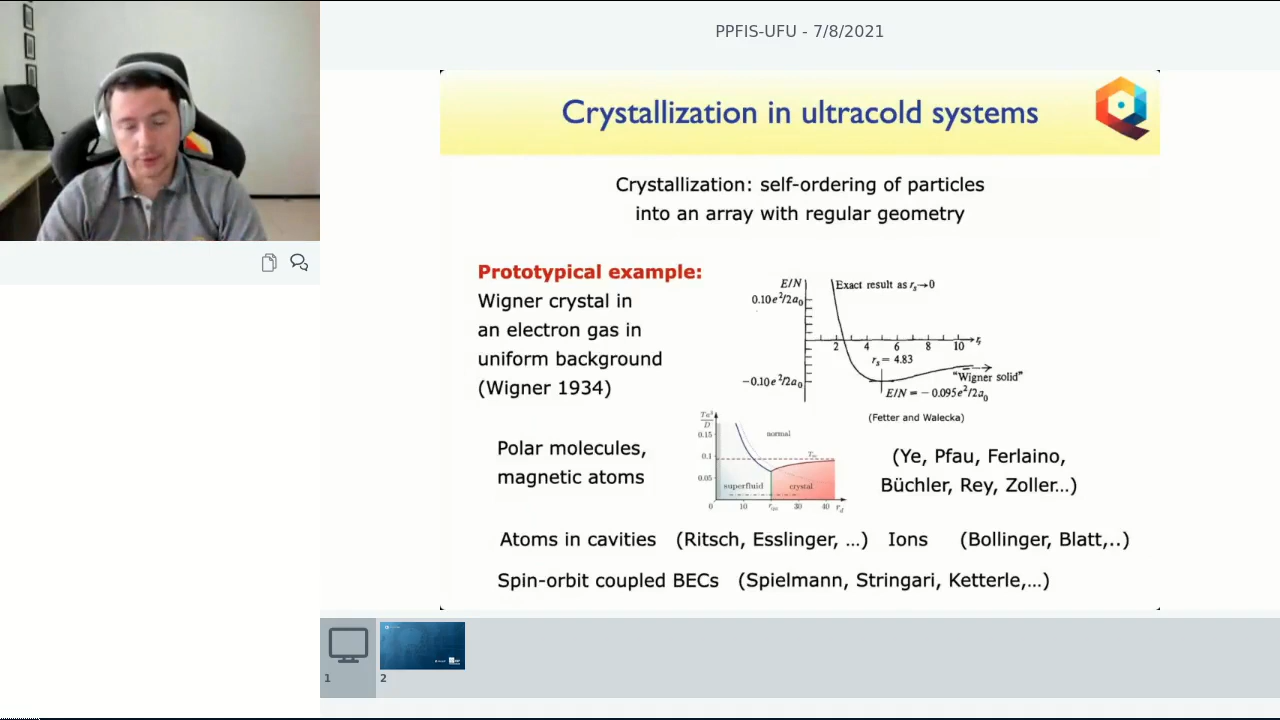 PPFIS-UFU - 7/8/2021
Crystallization in ultracold systems
Crystallization: self-ordering of particles
into an array with regular geometry
Prototypical example:
Wigner crystal in
an electron gas in
uniform background
(Wigner 1934)
E/N
Exact result as rₛ→0
0.10e²/2a₀
2 4 6 8 10 rₛ
rₛ = 4.83
"Wigner solid"
−0.10e²/2a₀
E/N = − 0.095e²/2a₀
(Fetter and Walecka)
Polar molecules,
magnetic atoms
normal
0.15
0.1
0.05
superfluid
crystal
0 10 30 40
(Ye, Pfau, Ferlaino,
Büchler, Rey, Zoller...)
Atoms in cavities (Ritsch, Esslinger, ...) Ions (Bollinger, Blatt,..)
Spin-orbit coupled BECs (Spielmann, Stringari, Ketterle,...)
1
2